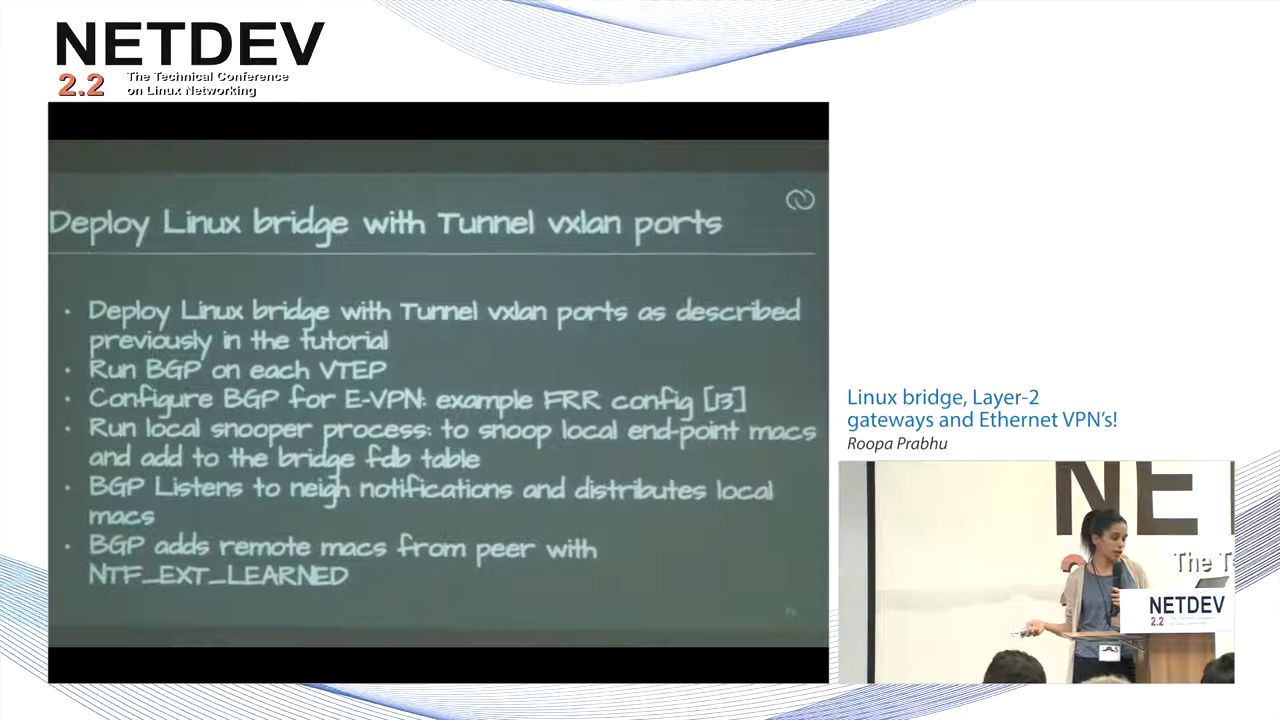 NETDEV
2.2 The Technical Conference
on Linux Networking
Deploy Linux bridge with Tunnel vxlan ports
• Deploy Linux bridge with Tunnel vxlan ports as described
previously in the tutorial
• Run BGP on each VTEP
• Configure BGP for E-VPN: example FRR config [13]
• Run local snooper process: to snoop local end-point macs
and add to the bridge fdb table
• BGP Listens to neigh notifications and distributes local
macs
• BGP adds remote macs from peer with
NTF_EXT_LEARNED
Linux bridge, Layer-2
gateways and Ethernet VPN's!
Roopa Prabhu
NE
The T
NETDEV
2.2